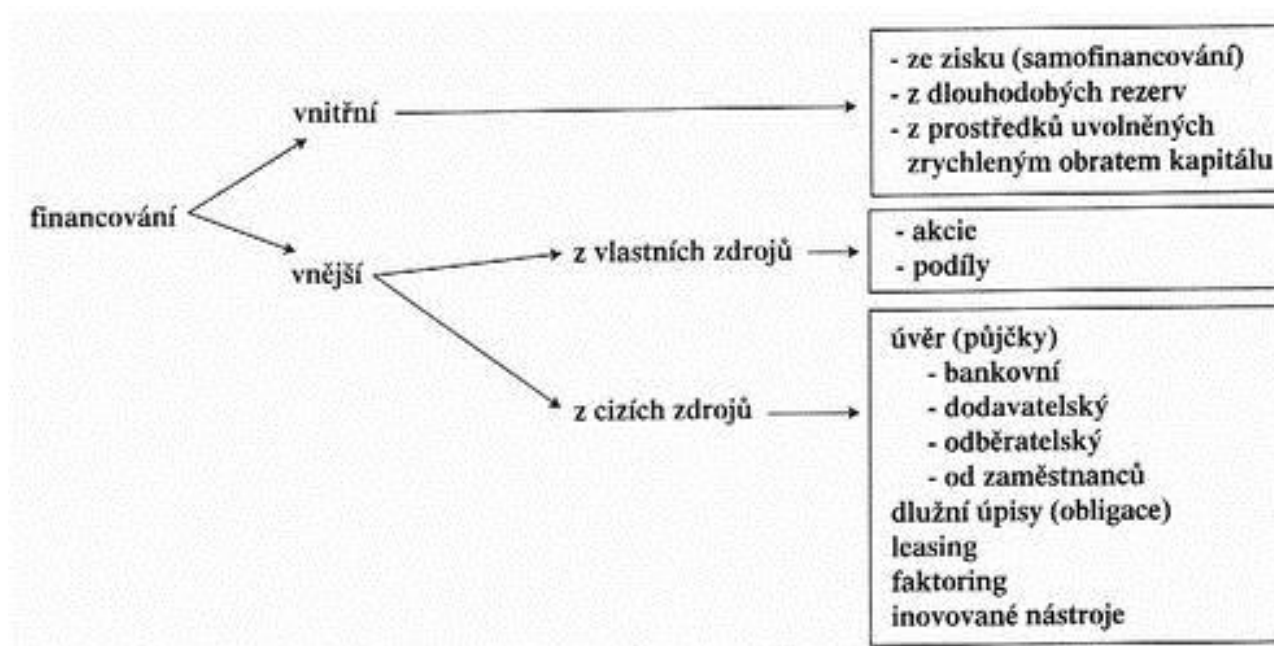 financování
vnitřní
- ze zisku (samofinancování)
- z dlouhodobých rezerv
- z prostředků uvolněných
zrychleným obratem kapitálu
vnější
z vlastních zdrojů
- akcie
- podíly
z cizích zdrojů
úvěr (půjčky)
- bankovní
- dodavatelský
- odběratelský
- od zaměstnanců
dlužní úpisy (obligace)
leasing
faktoring
inovované nástroje